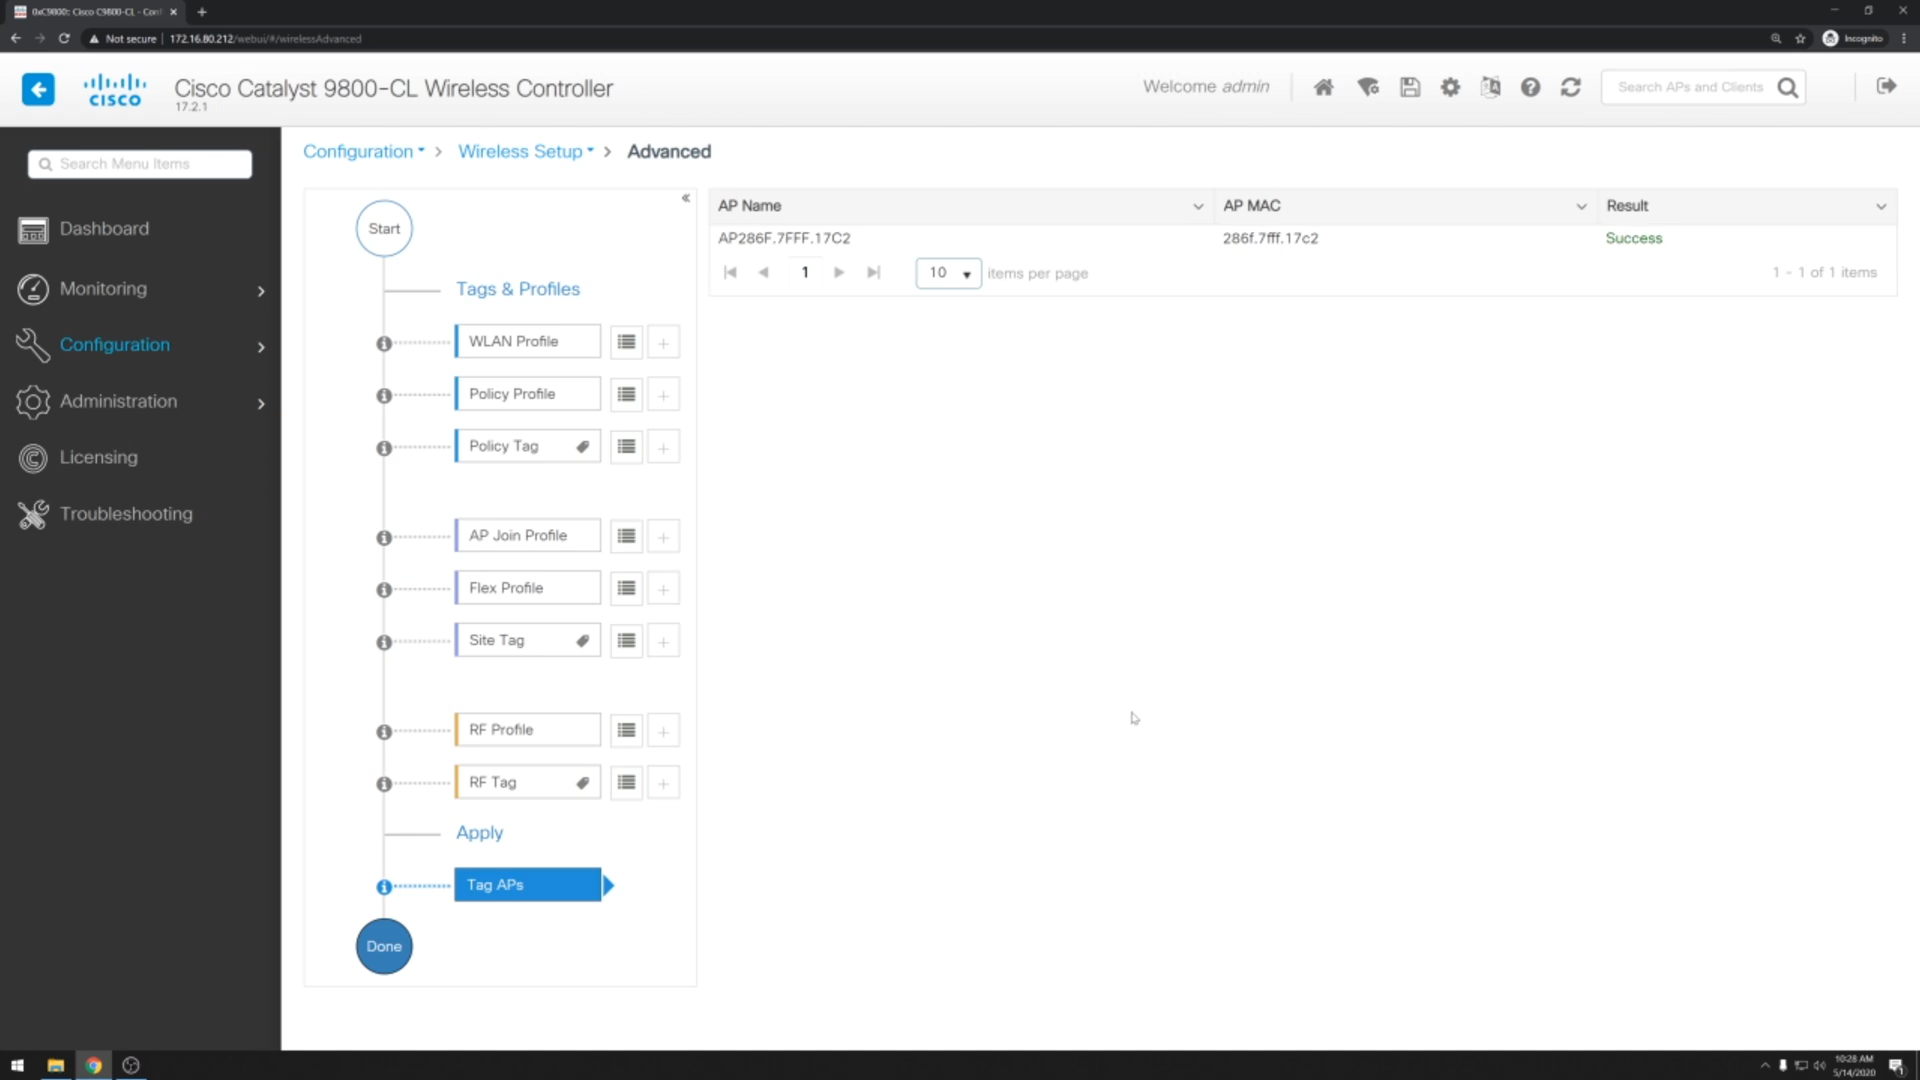 0xC9800: Cisco C9800-CL - Cont
Not secure | 172.16.80.212/webui/#/wirelessAdvanced
Incognito
CISCO
Cisco Catalyst 9800-CL Wireless Controller
17.2.1
Welcome admin
Search APs and Clients
Search Menu Items
Dashboard
Monitoring
Configuration
Administration
Licensing
Troubleshooting
Configuration > Wireless Setup > Advanced
Start
Tags & Profiles
WLAN Profile
Policy Profile
Policy Tag
AP Join Profile
Flex Profile
Site Tag
RF Profile
RF Tag
Apply
Tag APs
Done
AP Name AP MAC Result
AP286F.7FFF.17C2 286f.7fff.17c2 Success
1 10 items per page 1 - 1 of 1 items
10:28 AM
5/14/2020